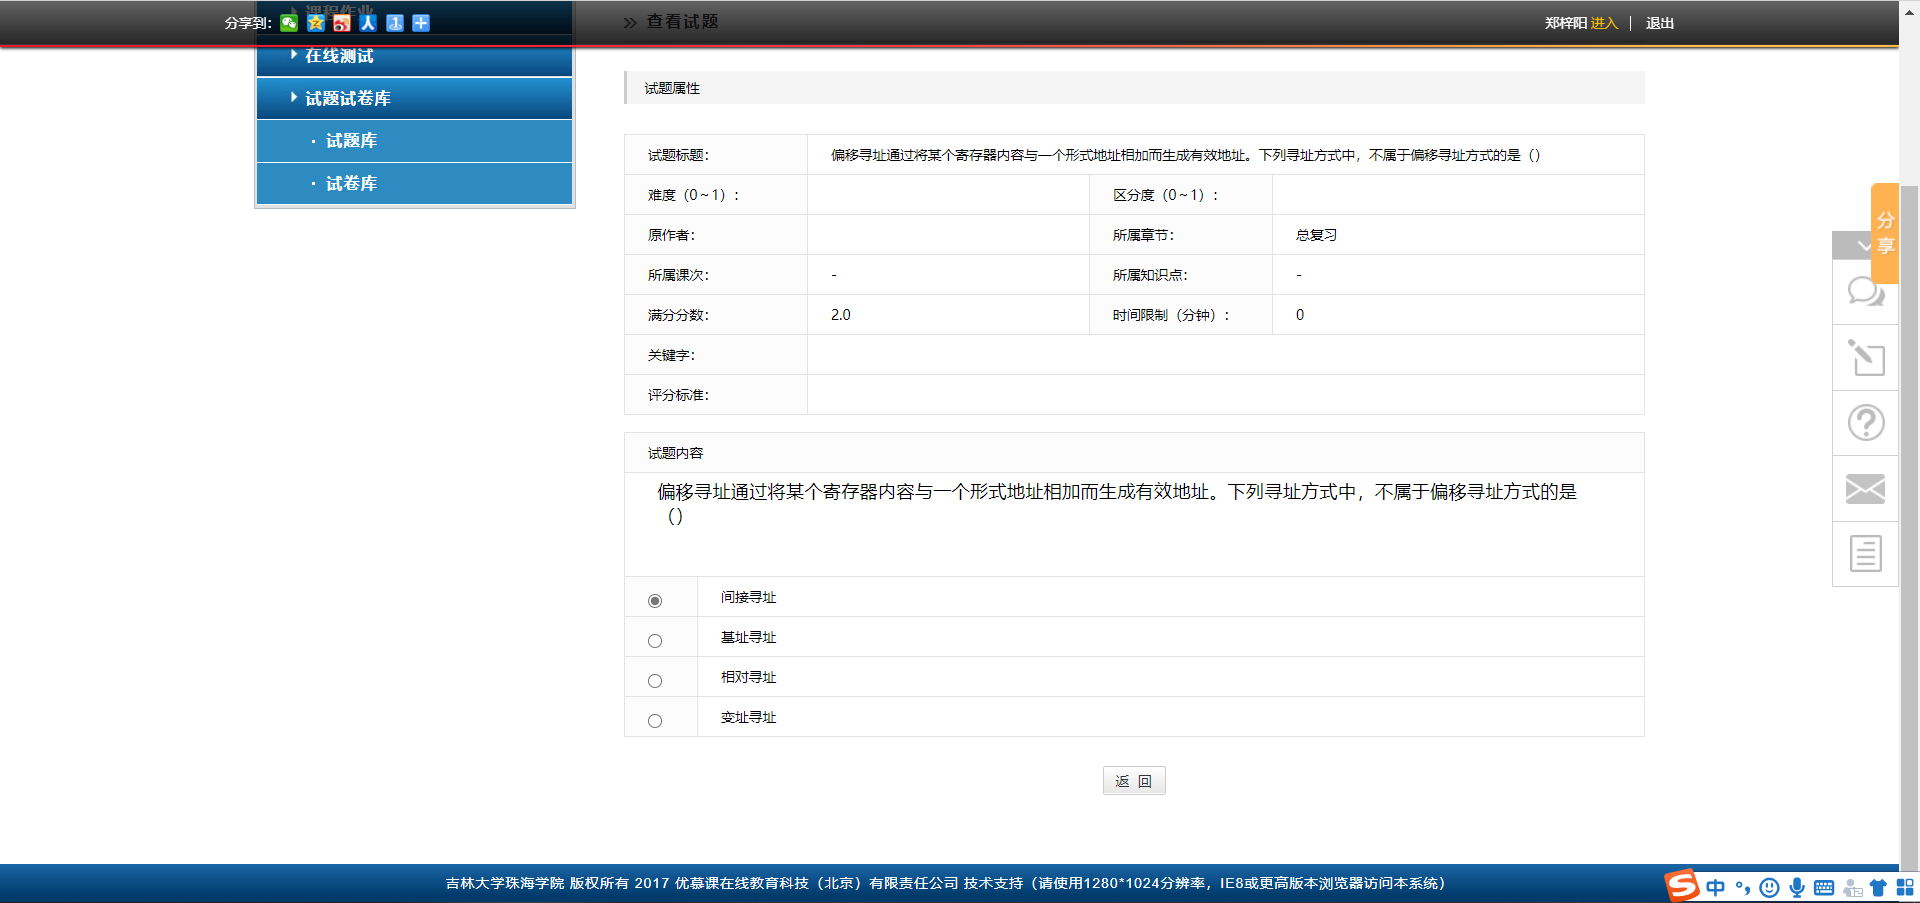 分享到：
课程作业
查看试题
郑梓阳 进入 | 退出
在线测试
试题试卷库
· 试题库
· 试卷库
试题属性
试题标题： 偏移寻址通过将某个寄存器内容与一个形式地址相加而生成有效地址。下列寻址方式中，不属于偏移寻址方式的是（）
难度（0～1）： 区分度（0～1）：
原作者： 所属章节： 总复习
所属课次： - 所属知识点： -
满分分数： 2.0 时间限制（分钟）： 0
关键字：
评分标准：
试题内容
偏移寻址通过将某个寄存器内容与一个形式地址相加而生成有效地址。下列寻址方式中，不属于偏移寻址方式的是
（）
间接寻址
基址寻址
相对寻址
变址寻址
返 回
分
享
吉林大学珠海学院 版权所有 2017 优慕课在线教育科技（北京）有限责任公司 技术支持（请使用1280*1024分辨率，IE8或更高版本浏览器访问本系统）
中